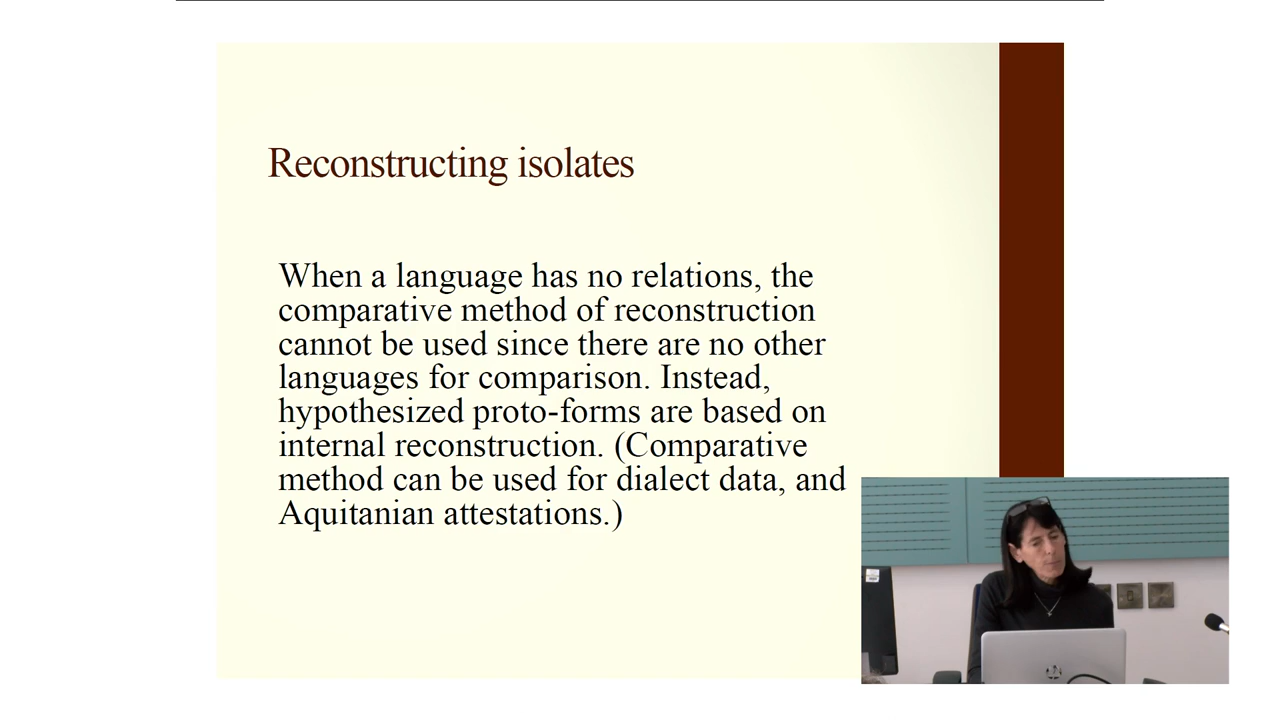 Reconstructing isolates
When a language has no relations, the
comparative method of reconstruction
cannot be used since there are no other
languages for comparison. Instead,
hypothesized proto-forms are based on
internal reconstruction. (Comparative
method can be used for dialect data, and
Aquitanian attestations.)